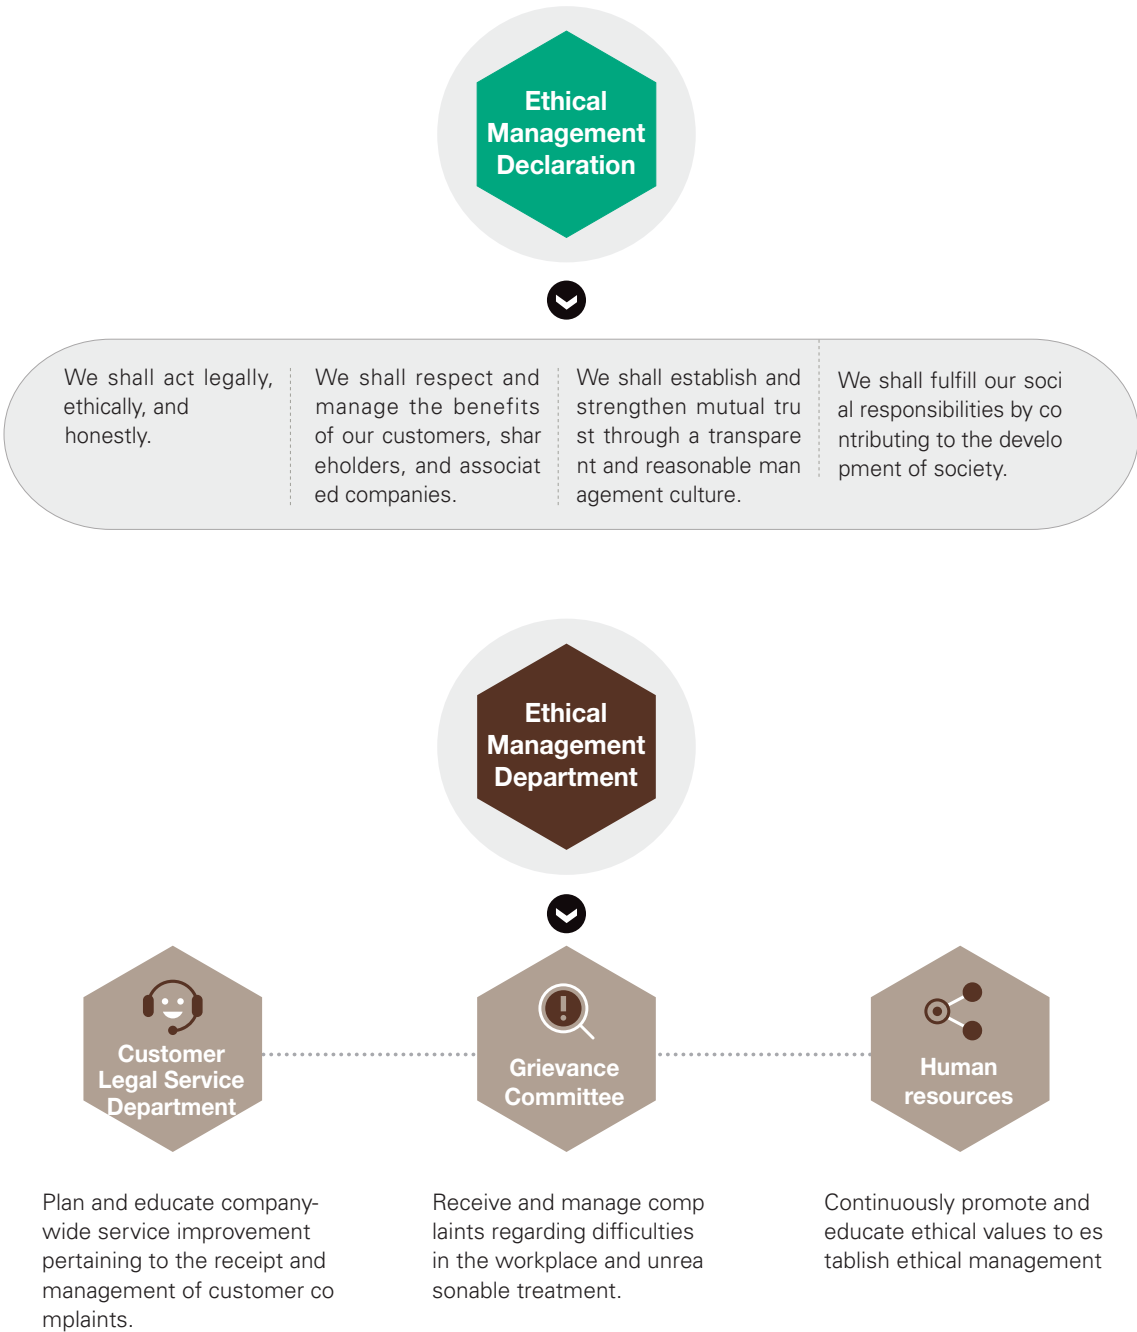 Ethical
Management
Declaration
We shall act legally,
ethically, and
honestly.
We shall respect and
manage the benefits
of our customers, shar
eholders, and associat
ed companies.
We shall establish and
strengthen mutual tru
st through a transpare
nt and reasonable man
agement culture.
We shall fulfill our soci
al responsibilities by co
ntributing to the develo
pment of society.
Ethical
Management
Department
Customer
Legal Service
Department
Grievance
Committee
Human
resources
Plan and educate company-
wide service improvement
pertaining to the receipt and
management of customer co
mplaints.
Receive and manage comp
laints regarding difficulties
in the workplace and unrea
sonable treatment.
Continuously promote and
educate ethical values to es
tablish ethical management